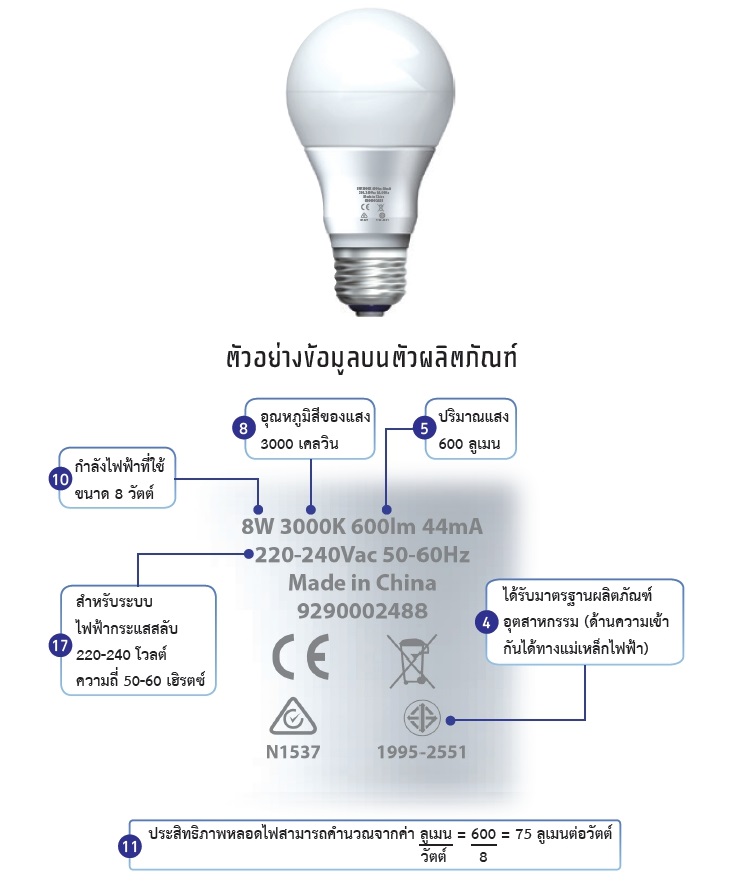 ตัวอย่างข้อมูลบนตัวผลิตภัณฑ์
8
อุณหภูมิสีของแสง
3000 เคลวิน
5
ปริมาณแสง
600 ลูเมน
10
กำลังไฟฟ้าที่ใช้
ขนาด 8 วัตต์
8W 3000K 600lm 44mA
220-240Vac 50-60Hz
Made in China
9290002488
CE
N1537
1995-2551
17
สำหรับระบบ
ไฟฟ้ากระแสสลับ
220-240 โวลต์
ความถี่ 50-60 เฮิรตซ์
4
ได้รับมาตรฐานผลิตภัณฑ์
อุตสาหกรรม (ด้านความเข้า
กันได้ทางแม่เหล็กไฟฟ้า)
11
ประสิทธิภาพหลอดไฟสามารถคำนวณจากค่า ลูเมน = 600 = 75 ลูเมนต่อวัตต์
วัตต์ 8